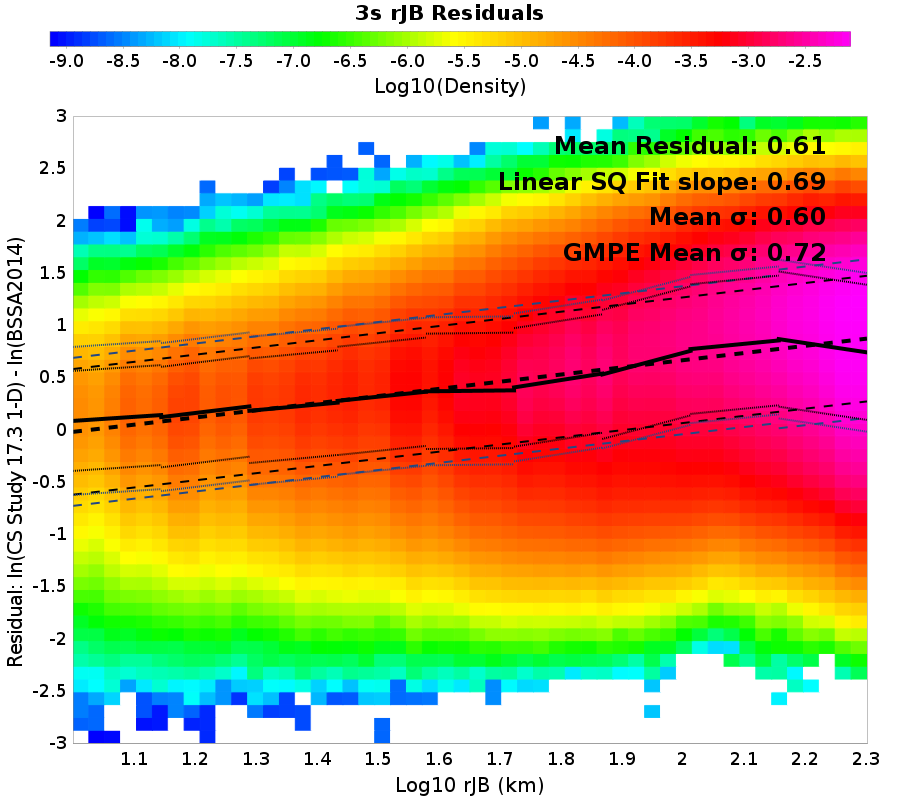 3s rJB Residuals
-9.0 -8.5 -8.0 -7.5 -7.0 -6.5 -6.0 -5.5 -5.0 -4.5 -4.0 -3.5 -3.0 -2.5
Log10(Density)
Mean Residual: 0.61
Linear SQ Fit slope: 0.69
Mean σ: 0.60
GMPE Mean σ: 0.72
Residual: ln(CS Study 17.3 1-D) - ln(BSSA2014)
3
2.5
2
1.5
1
0.5
0
-0.5
-1
-1.5
-2
-2.5
-3
1.1 1.2 1.3 1.4 1.5 1.6 1.7 1.8 1.9 2 2.1 2.2 2.3
Log10 rJB (km)